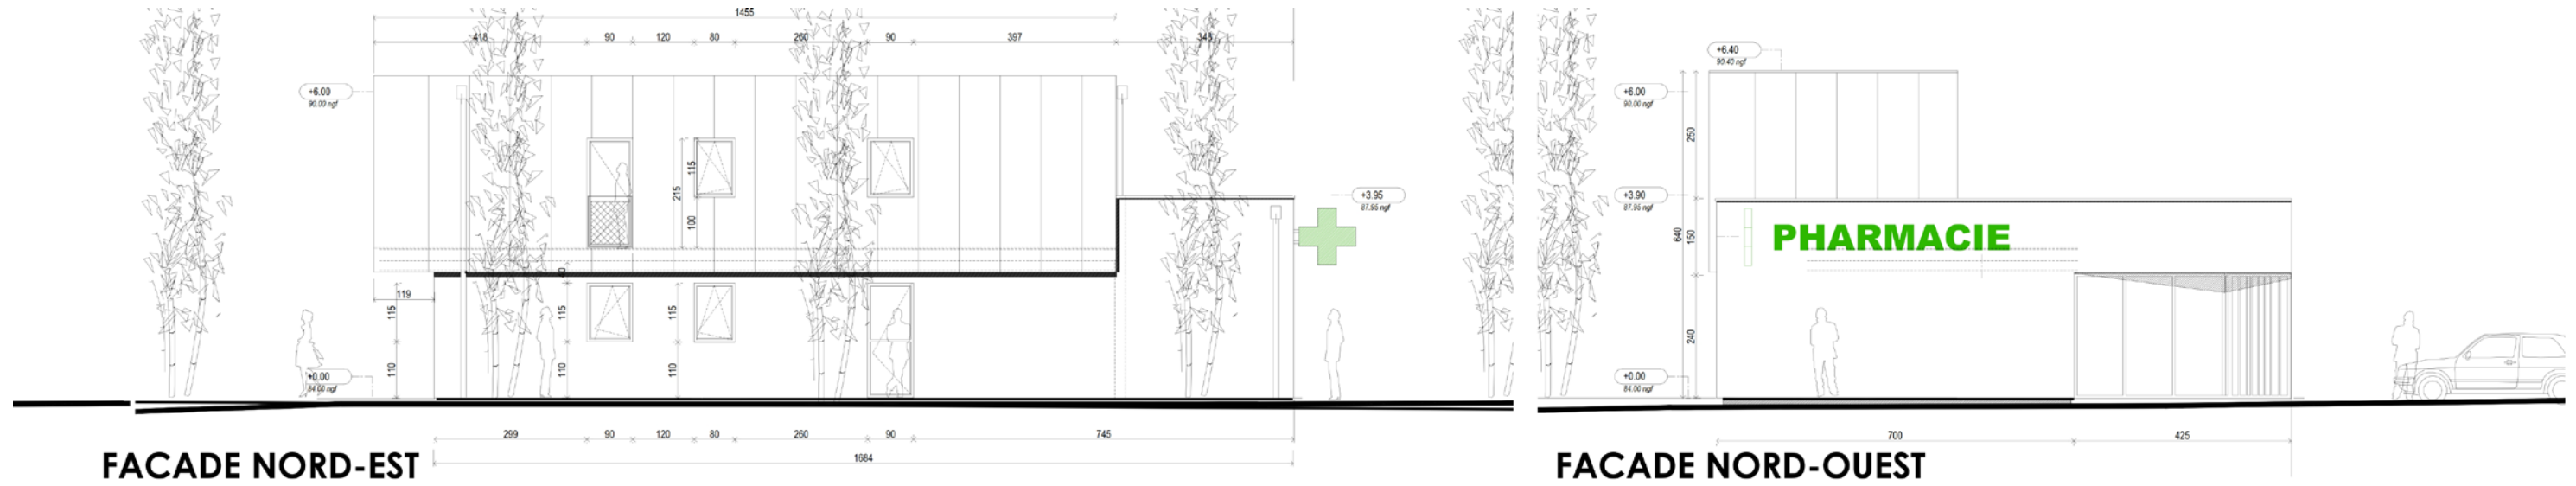 1455
418 90 120 80 260 90 397 348
+6.00
90.00 ngf
215
115
100
+3.95
87.95 ngf
40
119
115
110
115
110
115
110
+0.00
84.00 ngf
299 90 120 80 260 90 745
1684
FACADE NORD-EST
+6.40
90.40 ngf
+6.00
90.00 ngf
250
+3.90
87.95 ngf
640
150
PHARMACIE
240
+0.00
84.00 ngf
700 425
FACADE NORD-OUEST